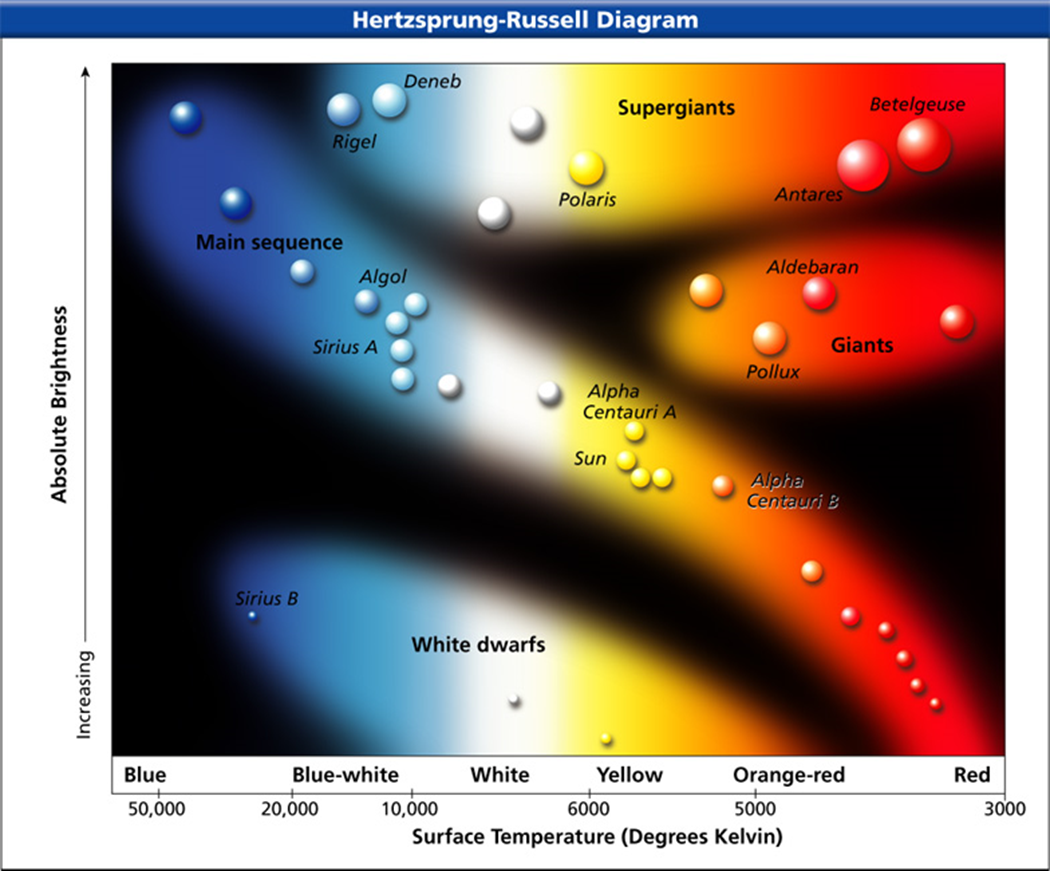 Hertzsprung-Russell Diagram
Deneb
Rigel
Supergiants
Betelgeuse
Polaris
Antares
Main sequence
Algol
Aldebaran
Sirius A
Giants
Pollux
Alpha
Centauri A
Sun
Alpha
Centauri B
Sirius B
White dwarfs
Absolute Brightness
Increasing
Blue
Blue-white
White
Yellow
Orange-red
Red
50,000
20,000
10,000
6000
5000
3000
Surface Temperature (Degrees Kelvin)